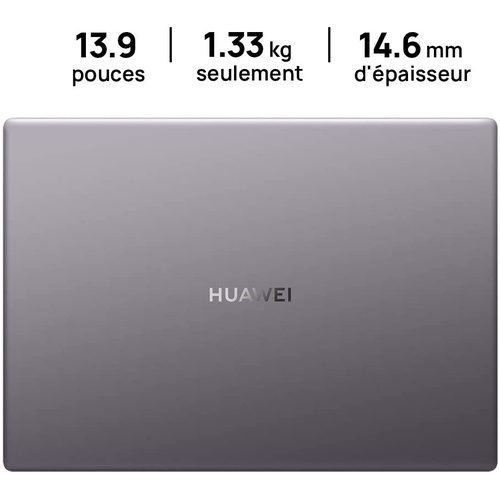 13.9 | 1.33 kg | 14.6 mm
pouces | seulement | d'épaisseur
HUAWEI